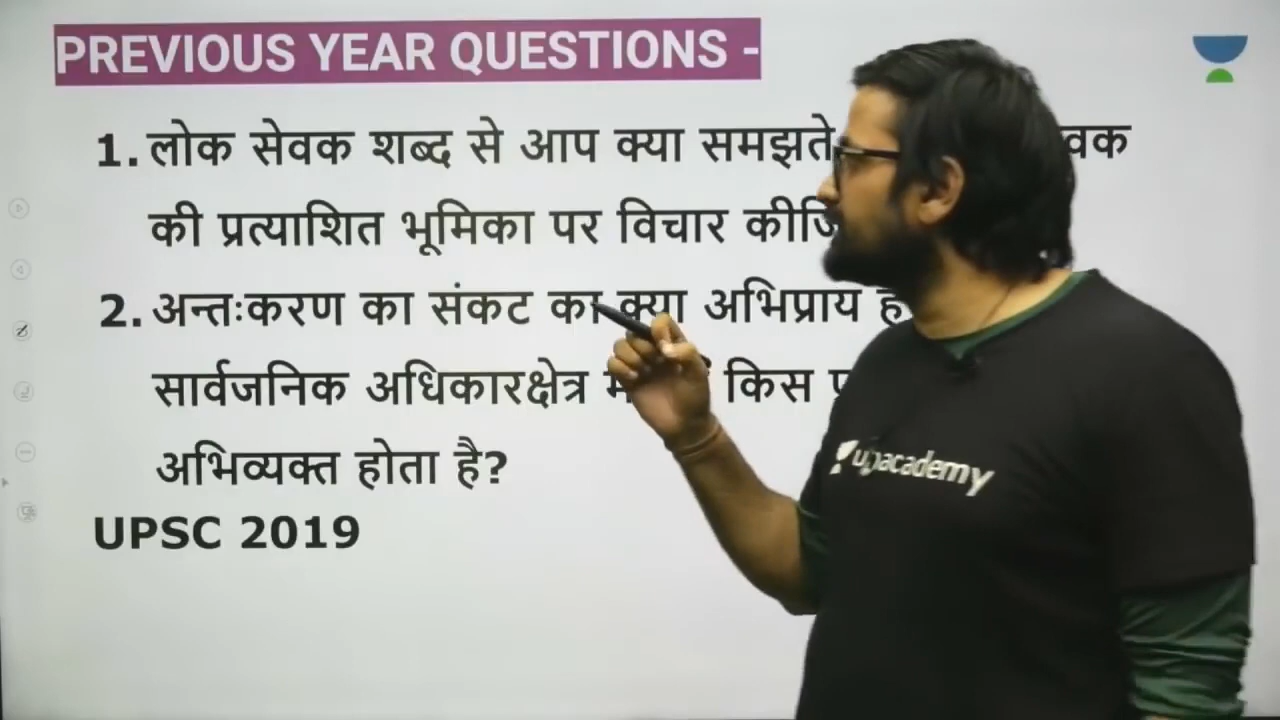 PREVIOUS YEAR QUESTIONS -
1. लोक सेवक शब्द से आप क्या समझते
की प्रत्याशित भूमिका पर विचार
2. अन्तःकरण का संकट का क्या अभिप्राय
सार्वजनिक अधिकारक्षेत्र किस
अभिव्यक्त होता है?
UPSC 2019
unacademy